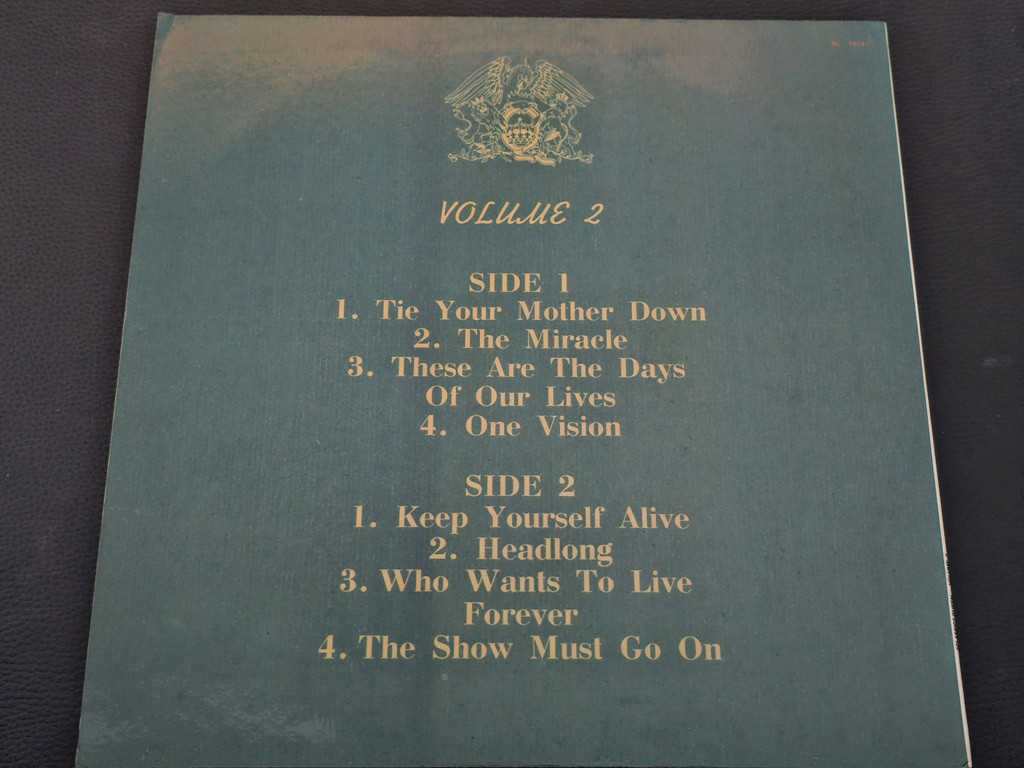 VOLUME 2
SIDE 1
1. Tie Your Mother Down
2. The Miracle
3. These Are The Days
Of Our Lives
4. One Vision
SIDE 2
1. Keep Yourself Alive
2. Headlong
3. Who Wants To Live
Forever
4. The Show Must Go On